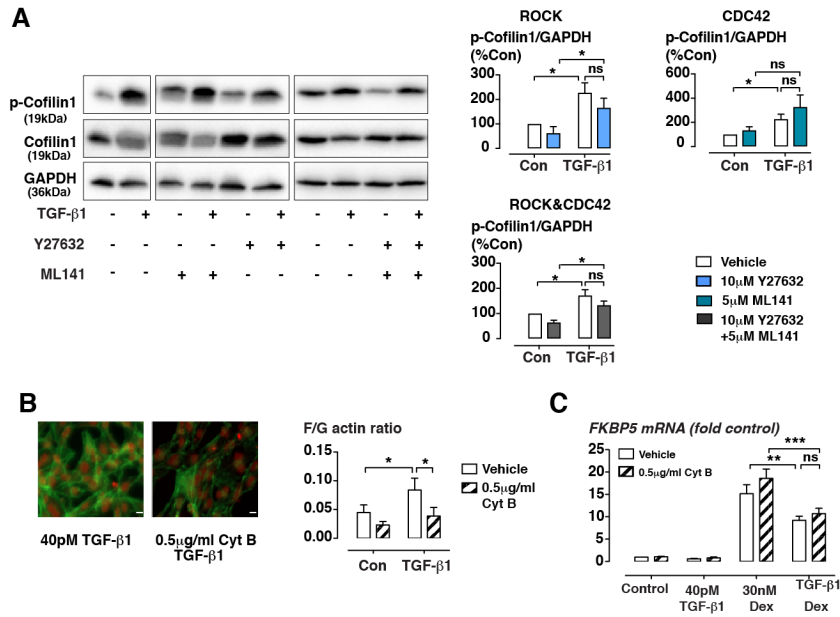 A
p-Cofilin1
(19kDa)
Cofilin1
(19kDa)
GAPDH
(36kDa)
TGF-β1 - + - + - + - + - +
Y27632 - - - - + + - - + +
ML141 - - + + - - - - + +
ROCK
p-Cofilin1/GAPDH
(%Con)
300
200
100
0
*
*
ns
Con TGF-β1
CDC42
p-Cofilin1/GAPDH
(%Con)
600
400
200
0
ns
*
ns
Con TGF-β1
ROCK&CDC42
p-Cofilin1/GAPDH
(%Con)
300
200
100
0
*
*
ns
Con TGF-β1
Vehicle
10µM Y27632
5µM ML141
10µM Y27632
+5µM ML141
B
40pM TGF-β1
0.5µg/ml Cyt B
TGF-β1
F/G actin ratio
0.15
0.10
0.05
0.00
* *
Con TGF-β1
Vehicle
0.5µg/ml
Cyt B
C
FKBP5 mRNA (fold control)
25
20
15
10
5
0
Vehicle
0.5µg/ml Cyt B
***
**
ns
Control
40pM
TGF-β1
30nM
Dex
TGF-β1
Dex